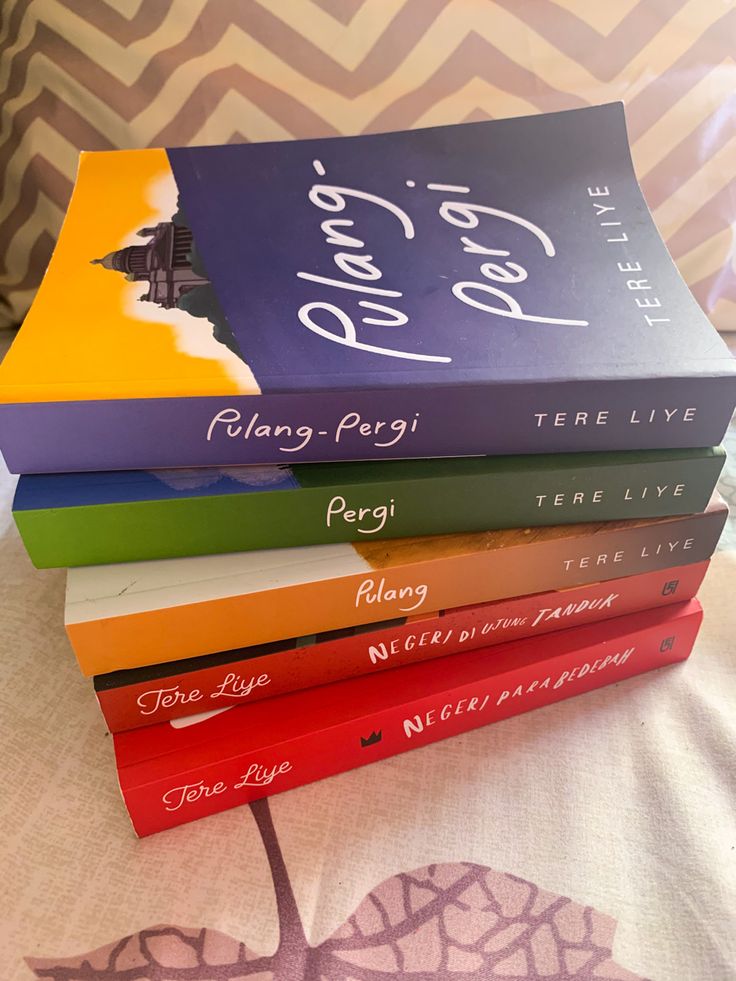 Pulang-
Pergi
TERE LIYE
Pulang-Pergi TERE LIYE
Pergi TERE LIYE
Pulang TERE LIYE
Tere Liye NEGERI DI UJUNG TANDUK
Tere Liye NEGERI PARA BEDEBAH